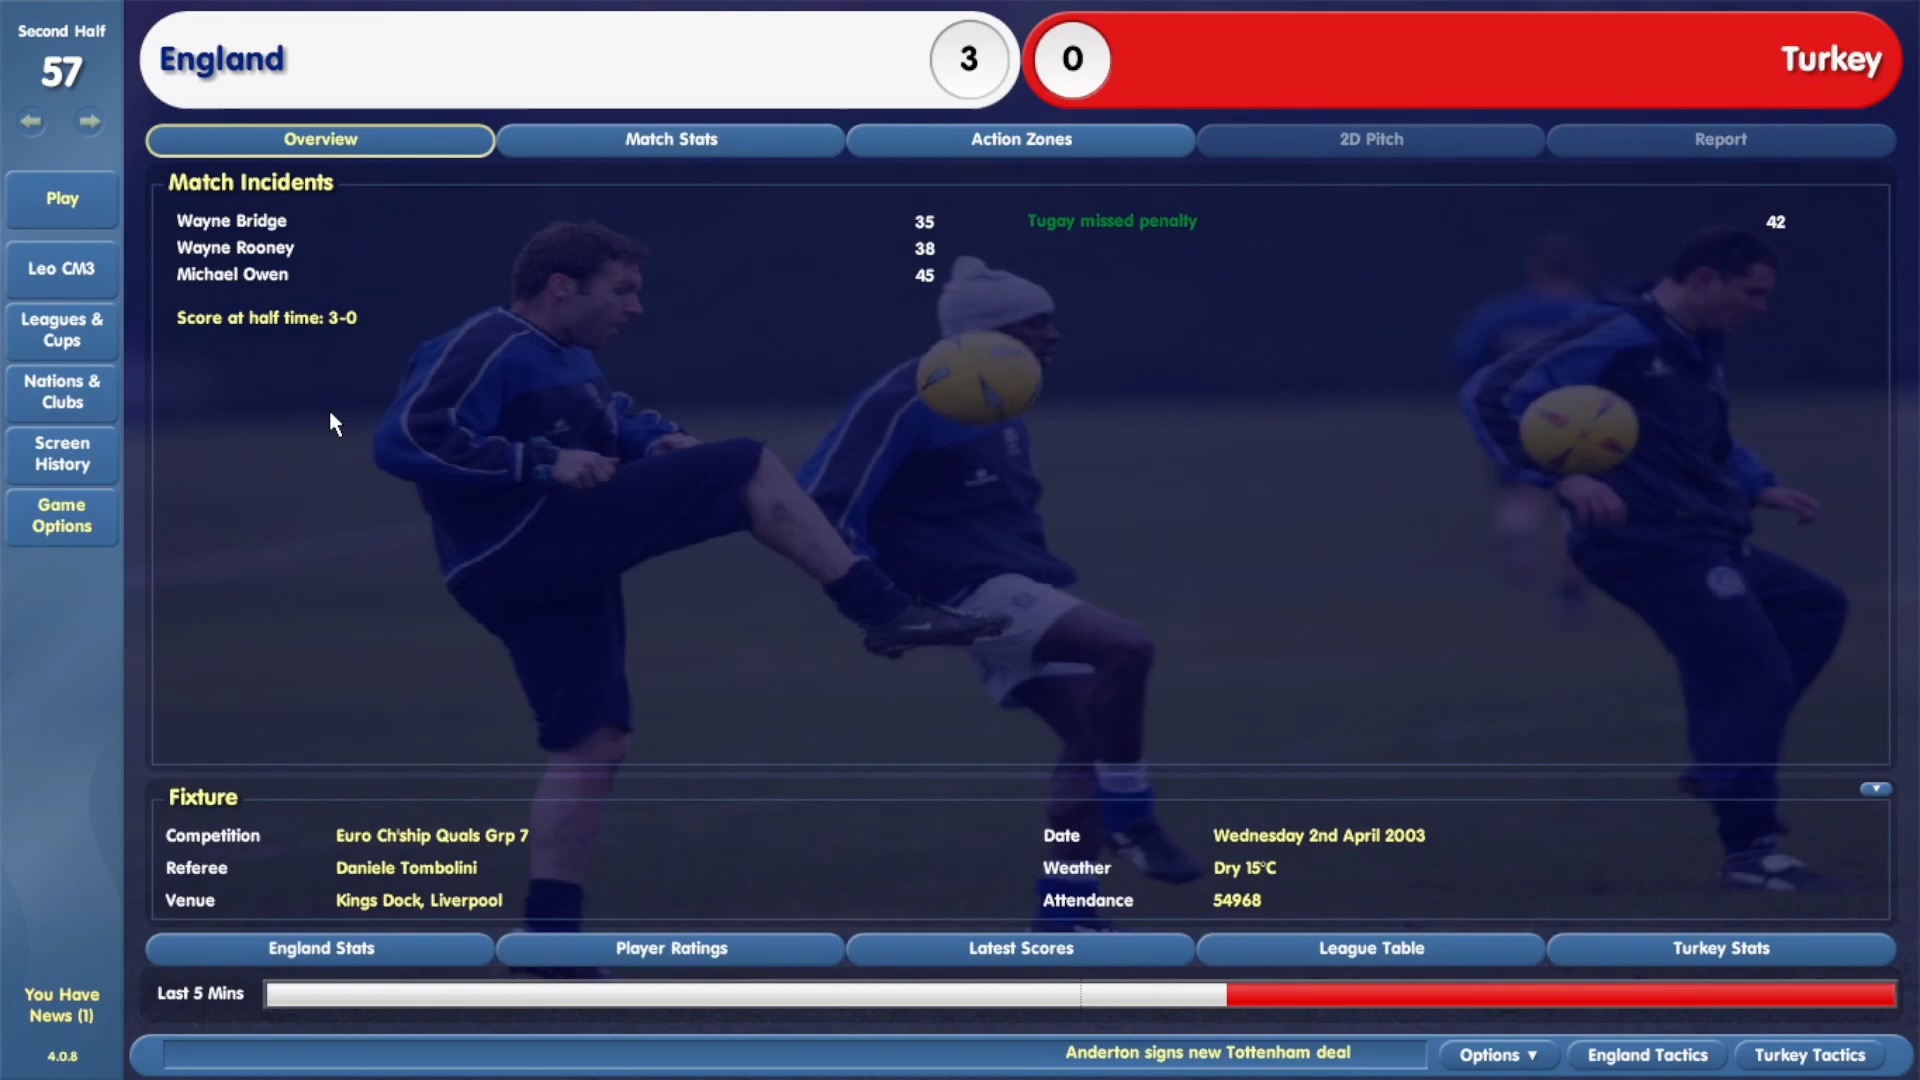 Second Half
57
England
3
0
Turkey
Overview
Match Stats
Action Zones
2D Pitch
Report
Play
Leo CM3
Leagues &
Cups
Nations &
Clubs
Screen
History
Game
Options
You Have
News (1)
4.0.8
Match Incidents
Wayne Bridge 35
Tugay missed penalty 42
Wayne Rooney 38
Michael Owen 45
Score at half time: 3-0
Fixture
Competition Euro Ch'ship Quals Grp 7
Date Wednesday 2nd April 2003
Referee Daniele Tombolini
Weather Dry 15°C
Venue Kings Dock, Liverpool
Attendance 54968
England Stats
Player Ratings
Latest Scores
League Table
Turkey Stats
Last 5 Mins
Anderton signs new Tottenham deal
Options ▼
England Tactics
Turkey Tactics